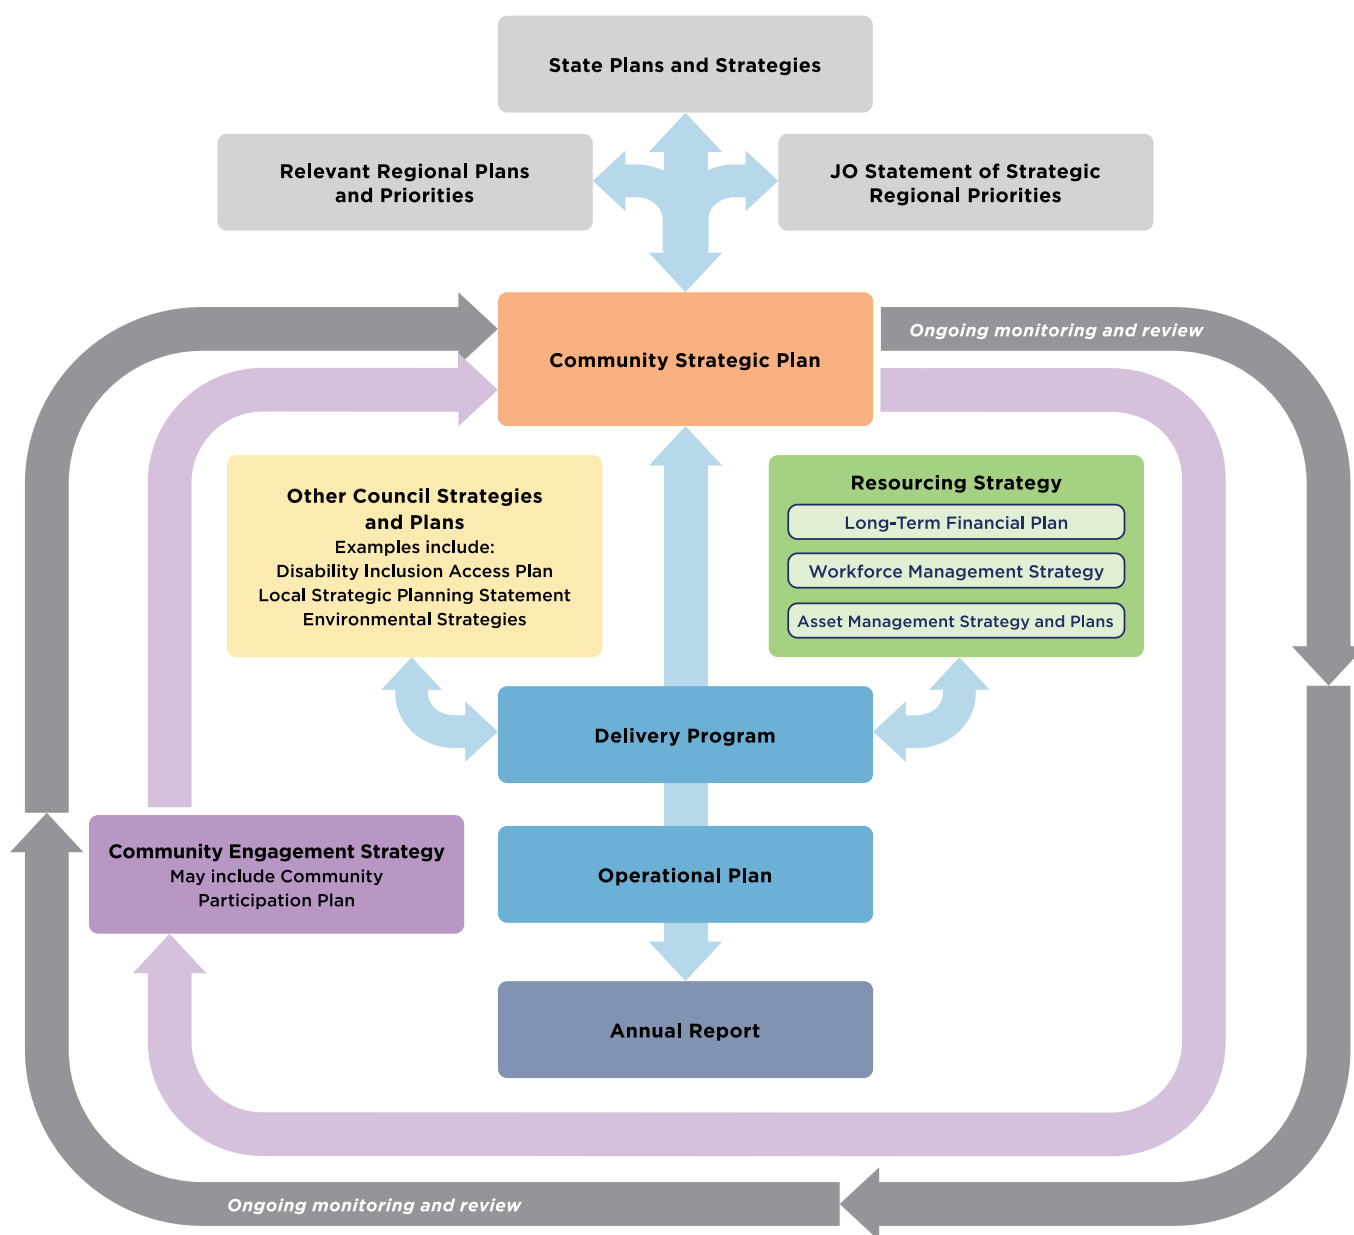 State Plans and Strategies
Relevant Regional Plans
and Priorities
JO Statement of Strategic
Regional Priorities
Community Strategic Plan
Ongoing monitoring and review
Other Council Strategies
and Plans
Examples include:
Disability Inclusion Access Plan
Local Strategic Planning Statement
Environmental Strategies
Resourcing Strategy
Long-Term Financial Plan
Workforce Management Strategy
Asset Management Strategy and Plans
Delivery Program
Community Engagement Strategy
May include Community
Participation Plan
Operational Plan
Annual Report
Ongoing monitoring and review